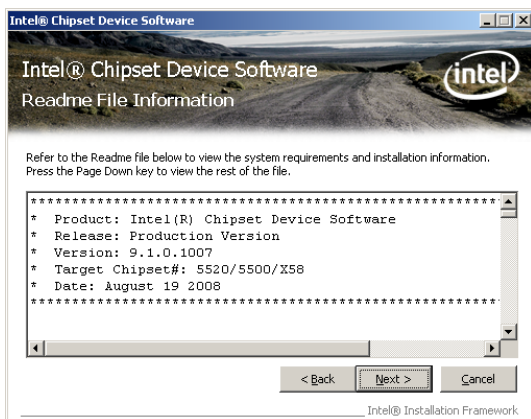 Intel® Chipset Device Software
Intel® Chipset Device Software
intel
Readme File Information
Refer to the Readme file below to view the system requirements and installation information.
Press the Page Down key to view the rest of the file.
*********************************************************
*  Product: Intel(R) Chipset Device Software
*  Release: Production Version
*  Version: 9.1.0.1007
*  Target Chipset#: 5520/5500/X58
*  Date: August 19 2008
*********************************************************
< Back
Next >
Cancel
Intel® Installation Framework